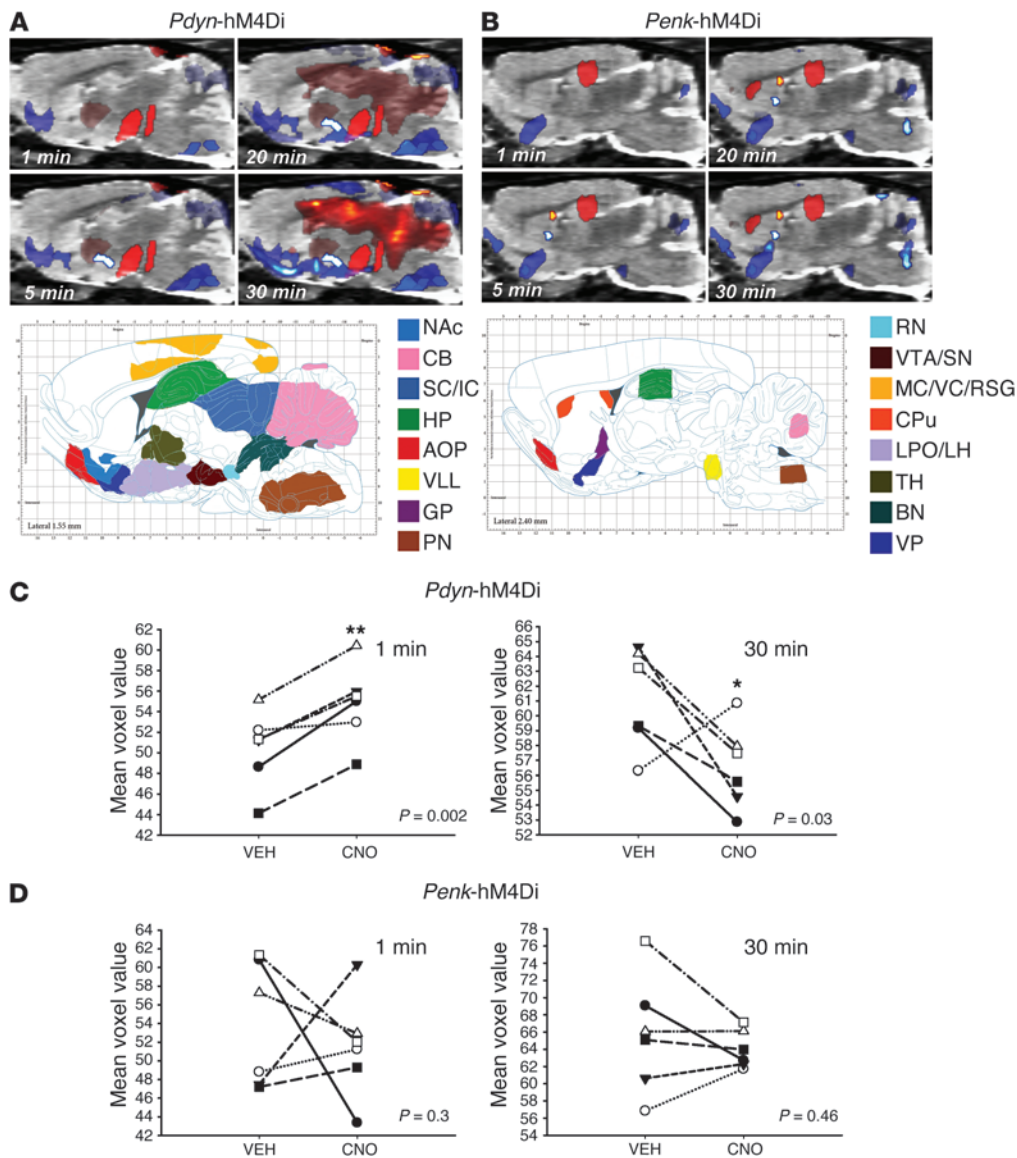 A
Pdyn-hM4Di
1 min
20 min
5 min
30 min
Lateral 1.55 mm
NAc
CB
SC/IC
HP
AOP
VLL
GP
PN
B
Penk-hM4Di
1 min
20 min
5 min
30 min
Lateral 2.40 mm
RN
VTA/SN
MC/VC/RSG
CPu
LPO/LH
TH
BN
VP
C
Pdyn-hM4Di
Mean voxel value
62
60
58
56
54
52
50
48
46
44
42
**
1 min
P = 0.002
VEH
CNO
Mean voxel value
66
65
64
62
61
60
59
58
57
56
54
53
52
*
30 min
P = 0.03
VEH
CNO
D
Penk-hM4Di
Mean voxel value
64
62
60
58
56
54
52
50
48
46
44
42
1 min
P = 0.3
VEH
CNO
Mean voxel value
78
76
74
72
70
68
66
64
62
60
58
56
54
30 min
P = 0.46
VEH
CNO